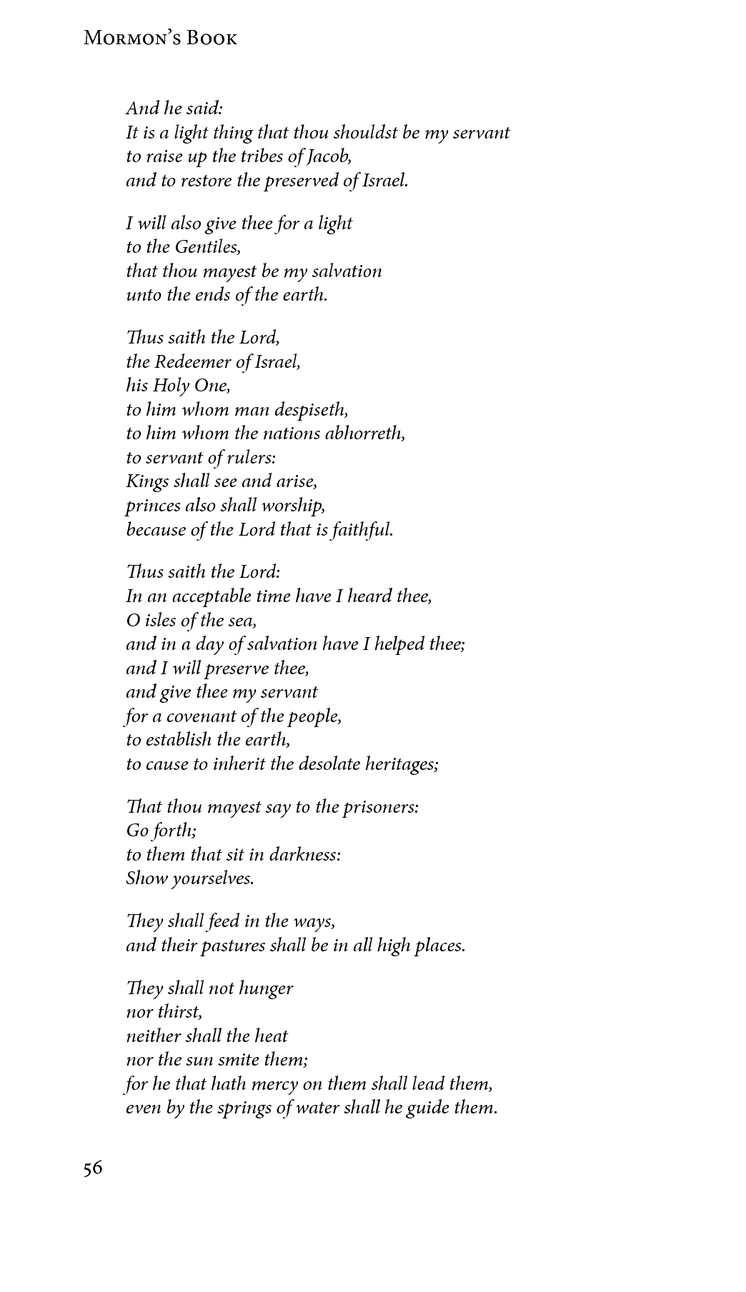 Mormon's Book
And he said:
It is a light thing that thou shouldst be my servant
to raise up the tribes of Jacob,
and to restore the preserved of Israel.
I will also give thee for a light
to the Gentiles,
that thou mayest be my salvation
unto the ends of the earth.
Thus saith the Lord,
the Redeemer of Israel,
his Holy One,
to him whom man despiseth,
to him whom the nations abhorreth,
to servant of rulers:
Kings shall see and arise,
princes also shall worship,
because of the Lord that is faithful.
Thus saith the Lord:
In an acceptable time have I heard thee,
O isles of the sea,
and in a day of salvation have I helped thee;
and I will preserve thee,
and give thee my servant
for a covenant of the people,
to establish the earth,
to cause to inherit the desolate heritages;
That thou mayest say to the prisoners:
Go forth;
to them that sit in darkness:
Show yourselves.
They shall feed in the ways,
and their pastures shall be in all high places.
They shall not hunger
nor thirst,
neither shall the heat
nor the sun smite them;
for he that hath mercy on them shall lead them,
even by the springs of water shall he guide them.
56